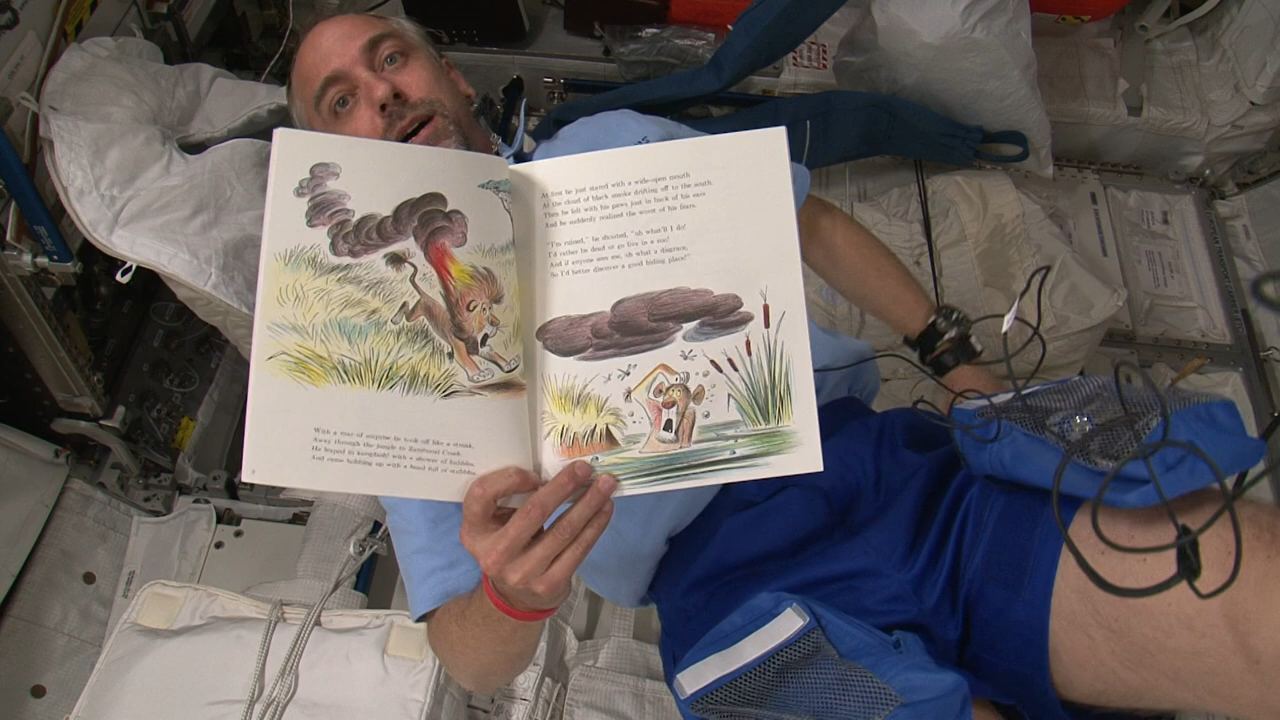 With a roar of surprise he took off like a streak,
Away through the jungle to Zamboozi Creek.
He leaped in kersplash! with a shower of bubbles,
And came bobbing up with a head full of stubbles.
At first he just stared with a wide-open mouth
At the cloud of black smoke drifting off to the south.
Then he felt with his paws just in back of his ears
And he suddenly realized the worst of his fears.
"I'm ruined," he shouted, "oh what'll I do!
I'd rather be dead or go live in a zoo!
And if anyone sees me, oh what a disgrace,
So I'd better discover a good hiding place!"